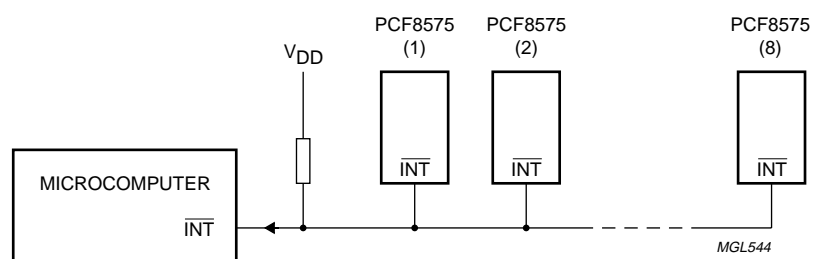 PCF8575
(1)
PCF8575
(2)
PCF8575
(8)
VDD
INT
INT
INT
MICROCOMPUTER
INT
MGL544